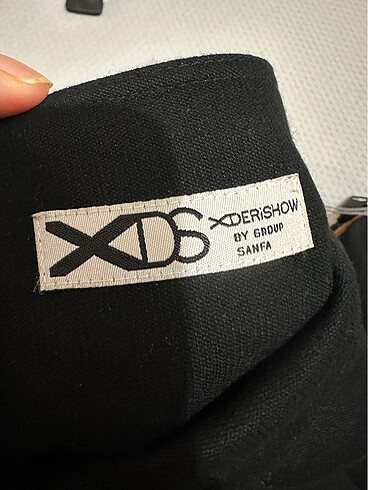 XDS
XDERiSHOW
BY GROUP
SANFA